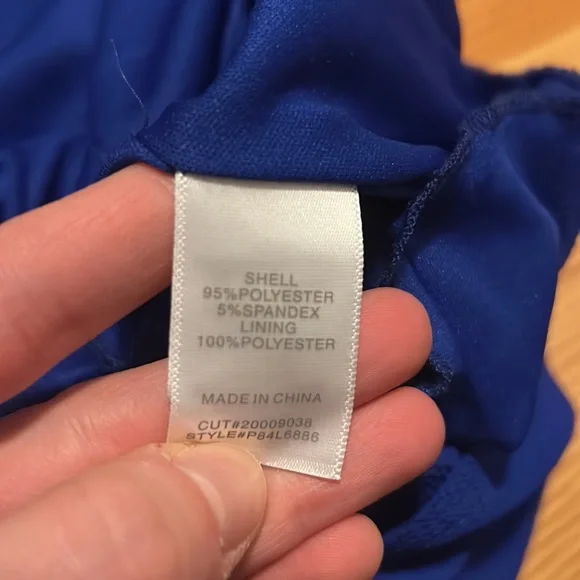 SHELL
95%POLYESTER
5%SPANDEX
LINING
100%POLYESTER
MADE IN CHINA
CUT#20009038
STYLE#P84L6886